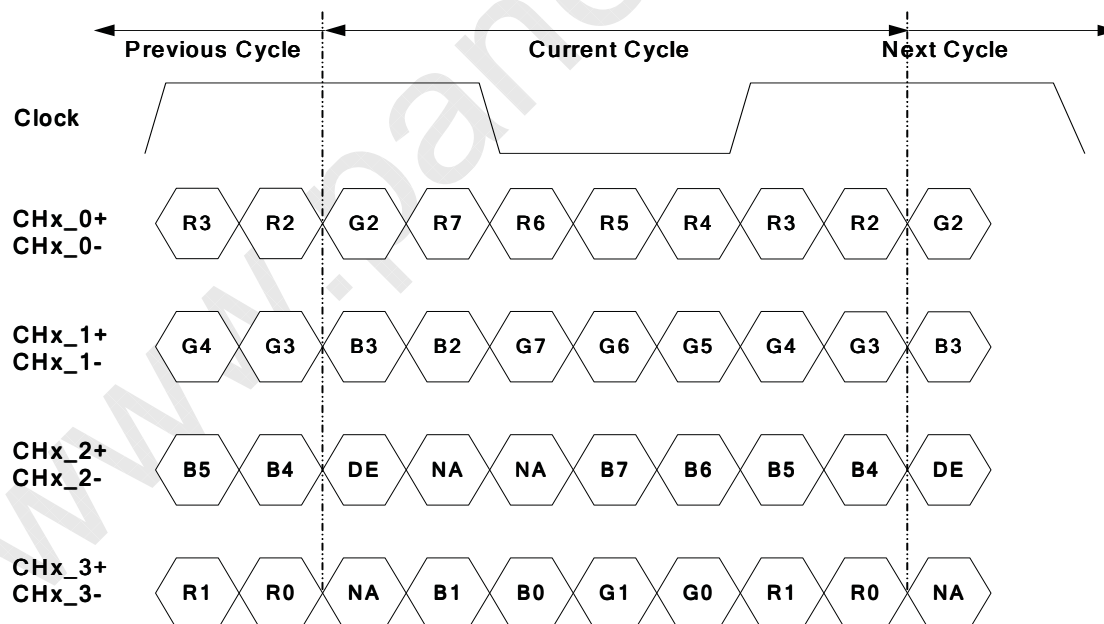 Previous Cycle Current Cycle Next Cycle
Clock
CHx_0+
CHx_0-
R3 R2 G2 R7 R6 R5 R4 R3 R2 G2
CHx_1+
CHx_1-
G4 G3 B3 B2 G7 G6 G5 G4 G3 B3
CHx_2+
CHx_2-
B5 B4 DE NA NA B7 B6 B5 B4 DE
CHx_3+
CHx_3-
R1 R0 NA B1 B0 G1 G0 R1 R0 NA